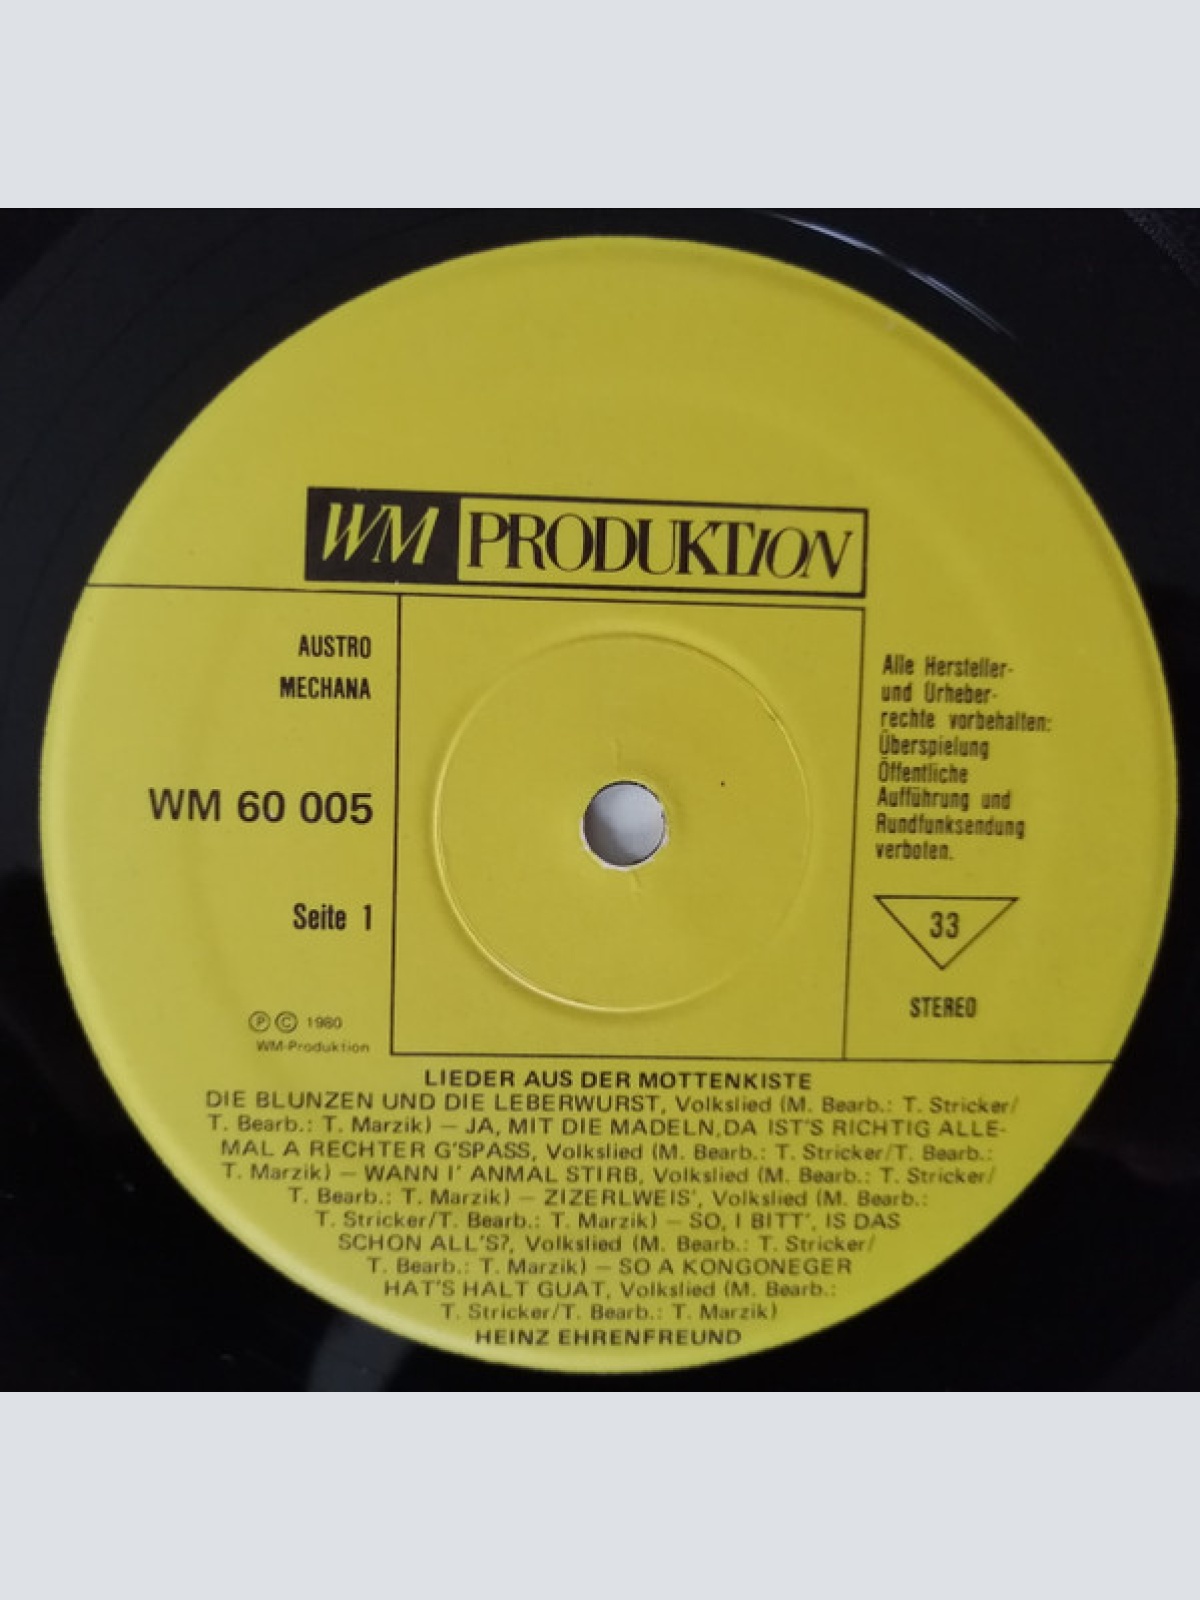 WM PRODUKTION
AUSTRO
MECHANA
WM 60 005
Seite 1
Ⓟ © 1980
WM-Produktion
Alle Hersteller-
und Urheber-
rechte vorbehalten:
Überspielung
Öffentliche
Aufführung und
Rundfunksendung
verboten.
33
STEREO
LIEDER AUS DER MOTTENKISTE
DIE BLUNZEN UND DIE LEBERWURST, Volkslied (M. Bearb.: T. Stricker/
T. Bearb.: T. Marzik) – JA, MIT DIE MADELN,DA IST'S RICHTIG ALLE-
MAL A RECHTER G'SPASS, Volkslied (M. Bearb.: T. Stricker/T. Bearb.:
T. Marzik) – WANN I' ANMAL STIRB, Volkslied (M. Bearb.: T. Stricker/
T. Bearb.: T. Marzik) – ZIZERLWEIS', Volkslied (M. Bearb.:
T. Stricker/T. Bearb.: T. Marzik) – SO, I BITT', IS DAS
SCHON ALL'S?, Volkslied (M. Bearb.: T. Stricker/
T. Bearb.: T. Marzik) – SO A KONGONEGER
HAT'S HALT GUAT, Volkslied (M. Bearb.:
T. Stricker/T. Bearb.: T. Marzik)
HEINZ EHRENFREUND